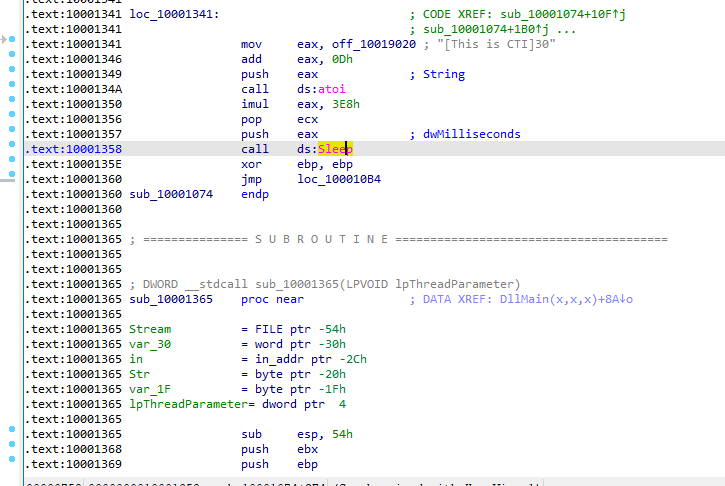 .text:10001341 loc_10001341: ; CODE XREF: sub_10001074+10F↑j
.text:10001341 ; sub_10001074+1B0↑j ...
.text:10001341 mov eax, off_10019020 ; "[This is CTI]30"
.text:10001346 add eax, 0Dh
.text:10001349 push eax ; String
.text:1000134A call ds:atoi
.text:10001350 imul eax, 3E8h
.text:10001356 pop ecx
.text:10001357 push eax ; dwMilliseconds
.text:10001358 call ds:Sleep
.text:1000135E xor ebp, ebp
.text:10001360 jmp loc_100010B4
.text:10001360 sub_10001074 endp
.text:10001360
.text:10001365
.text:10001365 ; =============== S U B R O U T I N E =======================================
.text:10001365
.text:10001365
.text:10001365 ; DWORD __stdcall sub_10001365(LPVOID lpThreadParameter)
.text:10001365 sub_10001365 proc near ; DATA XREF: DllMain(x,x,x)+8A↓o
.text:10001365
.text:10001365 Stream = FILE ptr -54h
.text:10001365 var_30 = word ptr -30h
.text:10001365 in = in_addr ptr -2Ch
.text:10001365 Str = byte ptr -20h
.text:10001365 var_1F = byte ptr -1Fh
.text:10001365 lpThreadParameter= dword ptr 4
.text:10001365
.text:10001365 sub esp, 54h
.text:10001368 push ebx
.text:10001369 push ebp